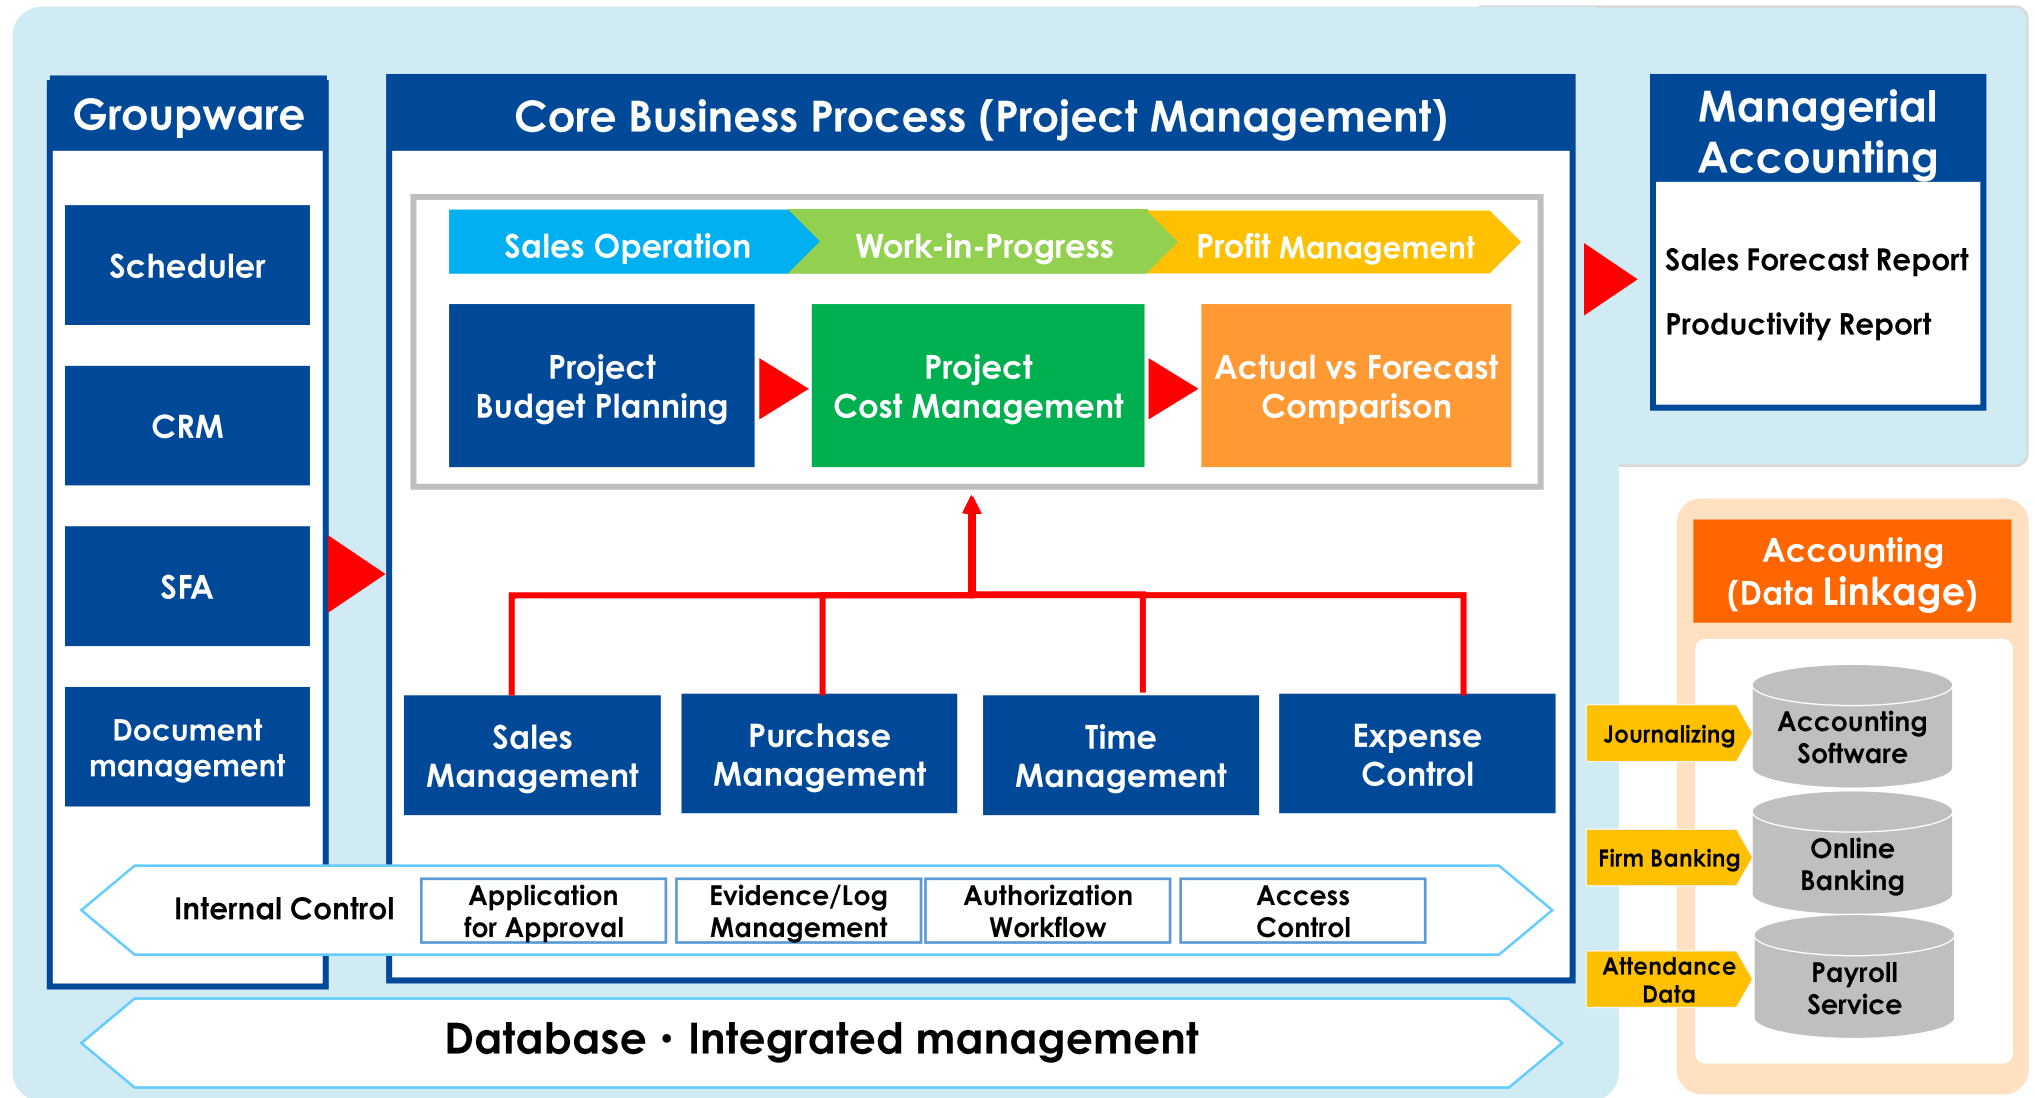 Groupware
Scheduler
CRM
SFA
Document
management
Core Business Process (Project Management)
Sales Operation
Work-in-Progress
Profit Management
Project
Budget Planning
Project
Cost Management
Actual vs Forecast
Comparison
Sales
Management
Purchase
Management
Time
Management
Expense
Control
Internal Control
Application
for Approval
Evidence/Log
Management
Authorization
Workflow
Access
Control
Database・Integrated management
Managerial
Accounting
Sales Forecast Report
Productivity Report
Accounting
(Data Linkage)
Journalizing
Accounting
Software
Firm Banking
Online
Banking
Attendance
Data
Payroll
Service